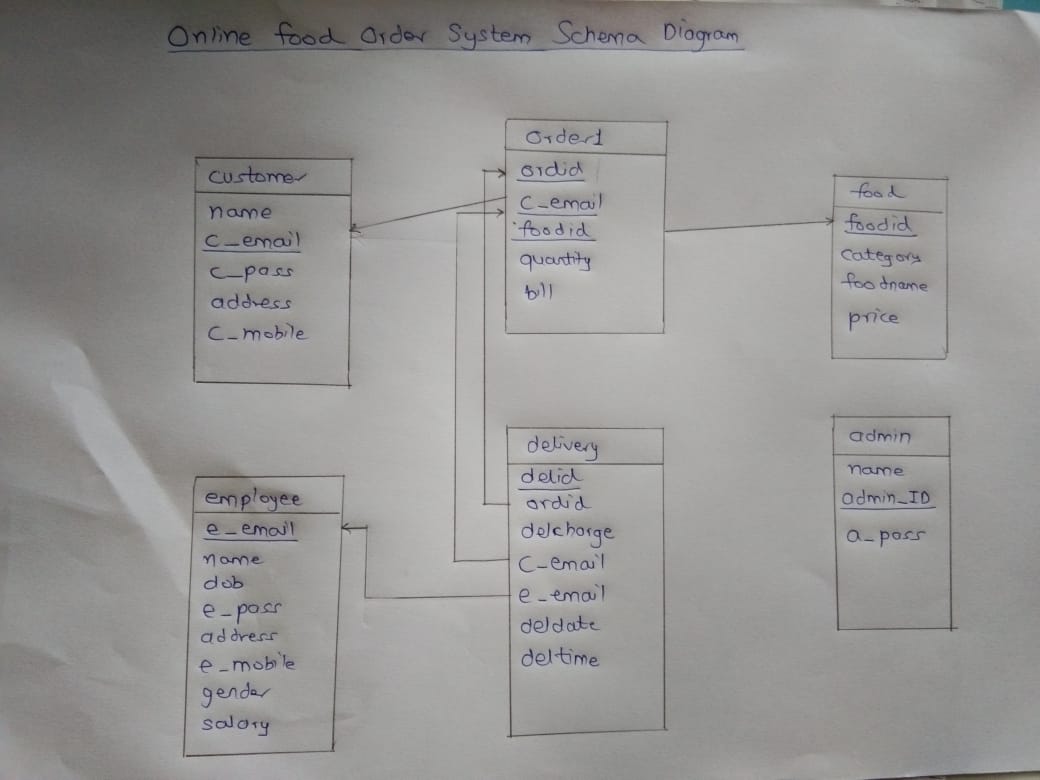 Online food Order System Schema Diagram
customer
name
c_email
c_pass
address
c_mobile
Order1
ordid
c_email
foodid
quantity
bill
food
foodid
category
foodname
price
employee
e_email
name
dob
e_pass
address
e_mobile
gender
salary
delivery
delid
ordid
delcharge
c_email
e_email
deldate
deltime
admin
name
admin_ID
a_pass